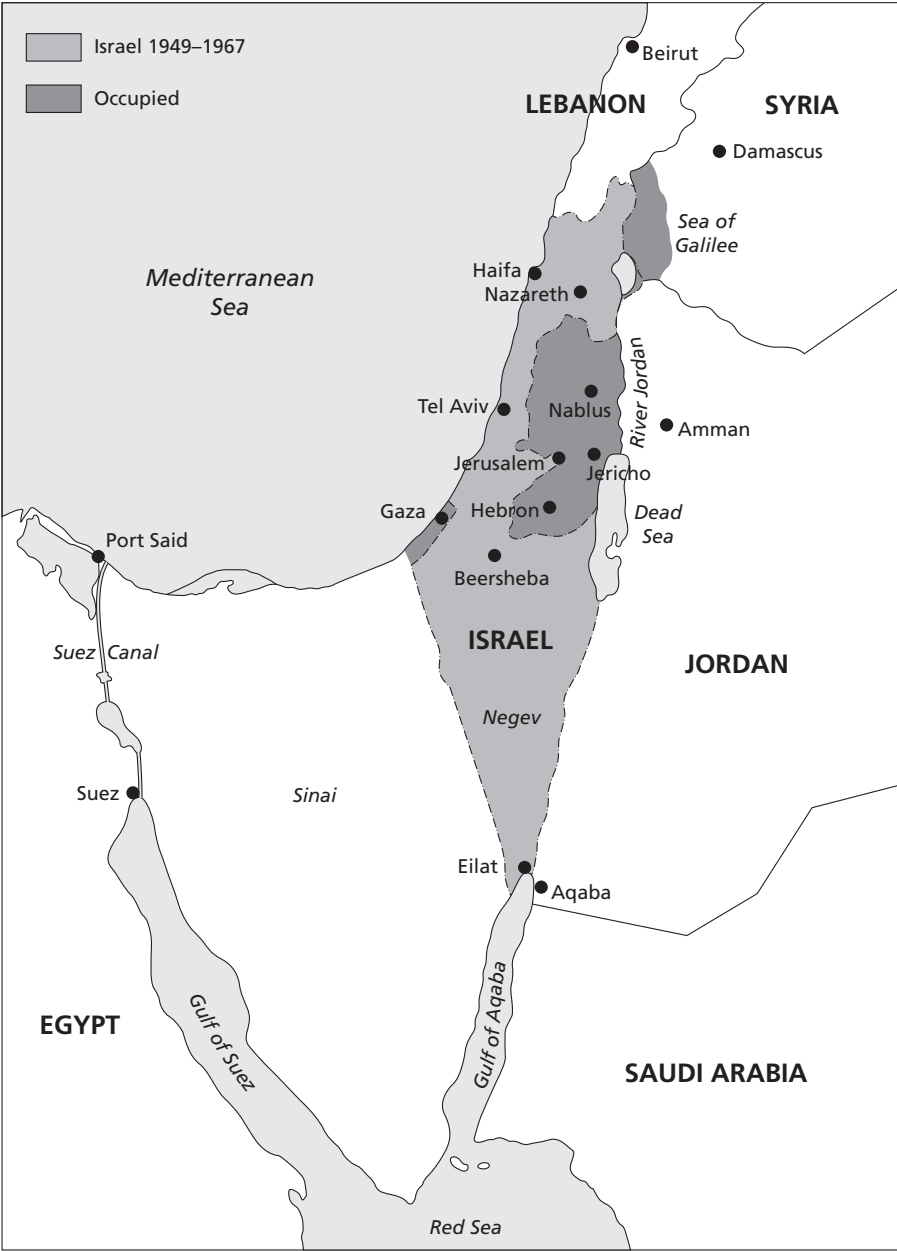 Israel 1949–1967
Occupied
Beirut
LEBANON
SYRIA
Damascus
Sea of
Galilee
Mediterranean
Sea
Haifa
Nazareth
River Jordan
Tel Aviv
Nablus
Amman
Jerusalem
Jericho
Gaza
Hebron
Dead
Sea
Port Said
Beersheba
ISRAEL
Suez Canal
JORDAN
Negev
Suez
Sinai
Eilat
Aqaba
Gulf of Aqaba
Gulf of Suez
EGYPT
SAUDI ARABIA
Red Sea